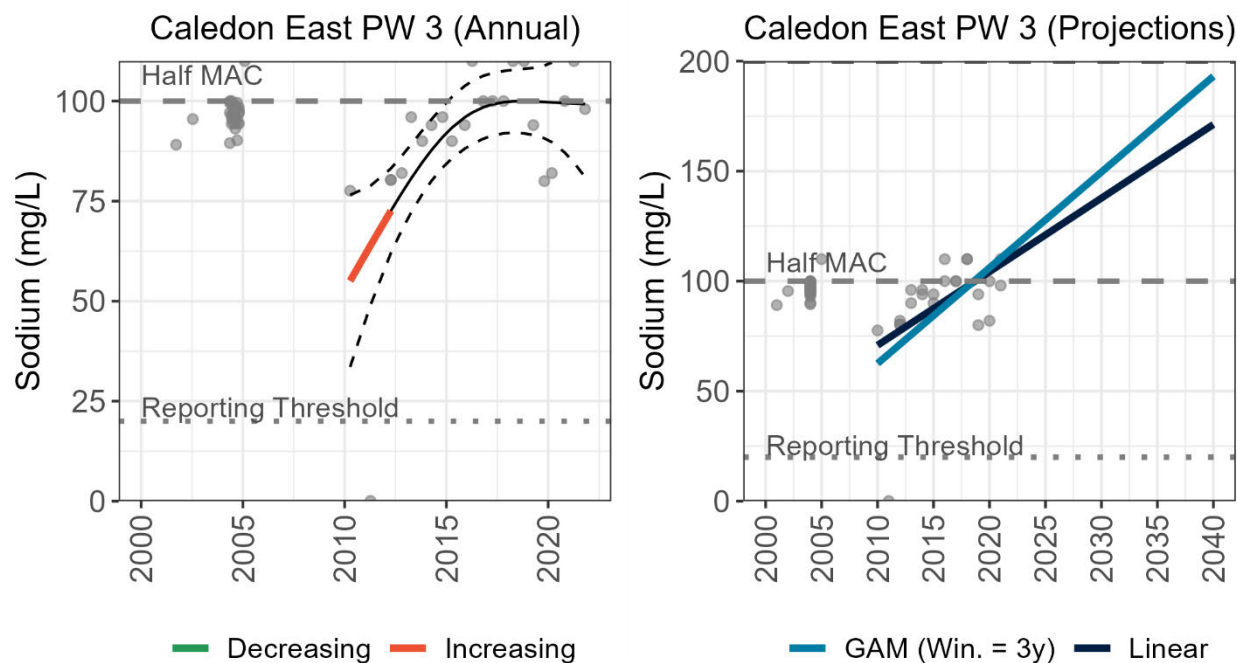 Caledon East PW 3 (Annual)
Half MAC
100
75
50
25
0
Reporting Threshold
Sodium (mg/L)
2000
2005
2010
2015
2020
Decreasing
Increasing
Caledon East PW 3 (Projections)
200
150
100
50
0
Half MAC
Reporting Threshold
Sodium (mg/L)
2000
2005
2010
2015
2020
2025
2030
2035
2040
GAM (Win. = 3y)
Linear